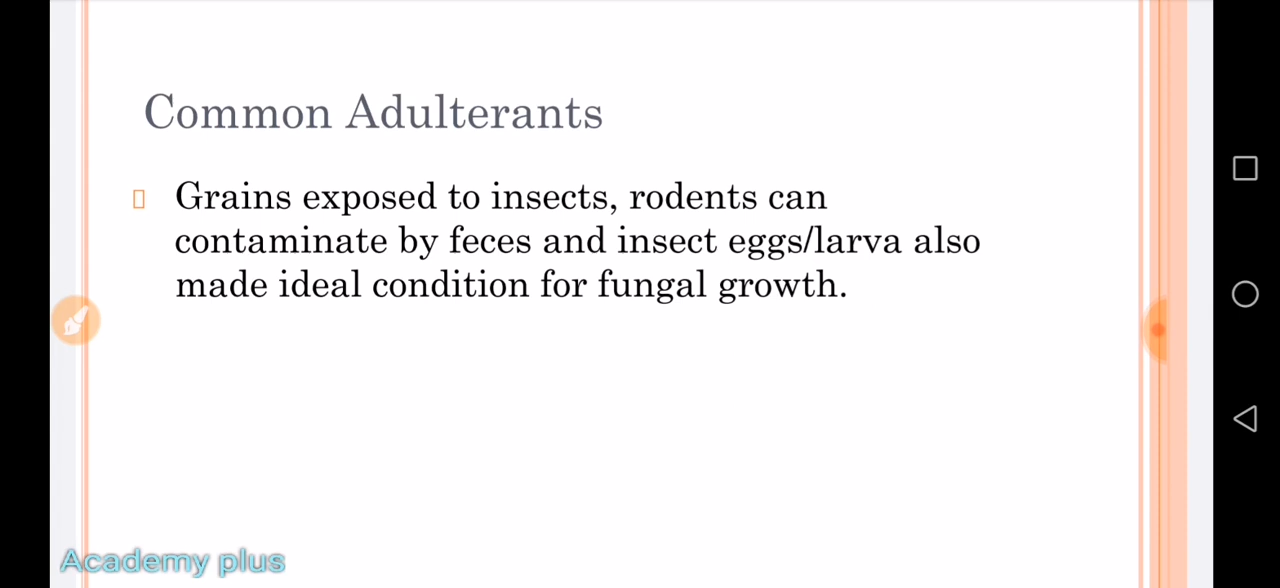 Common Adulterants
Grains exposed to insects, rodents can
contaminate by feces and insect eggs/larva also
made ideal condition for fungal growth.
Academy plus